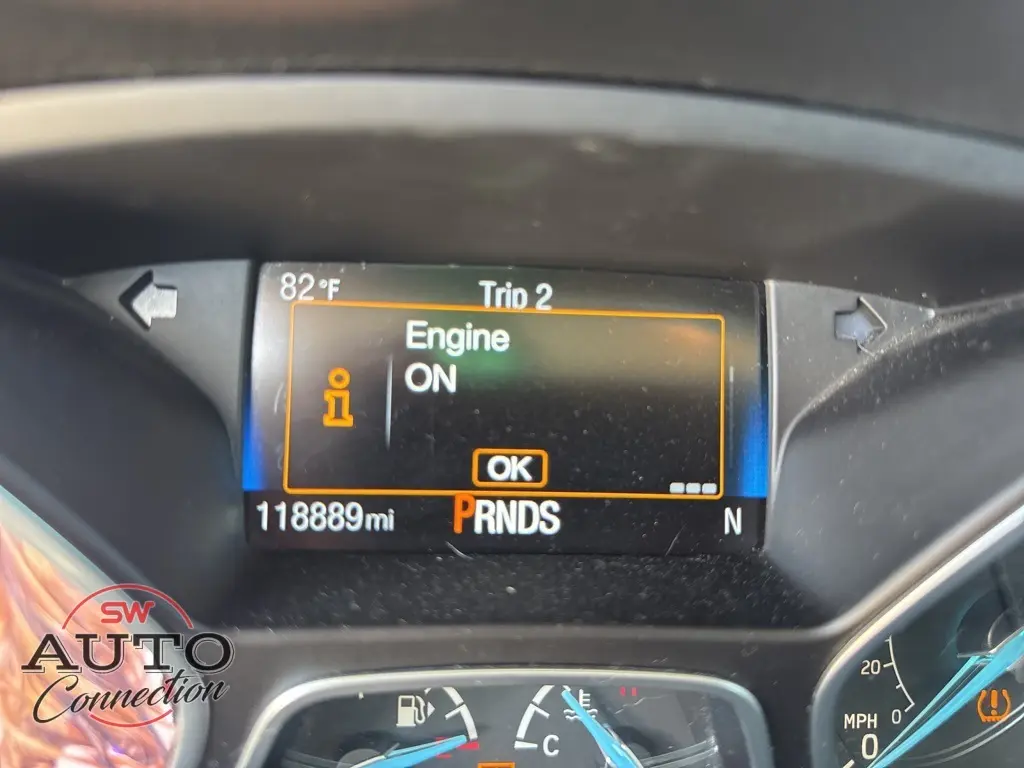 82°F
Trip 2
Engine
ON
OK
118889mi
PRNDS
N
SW
AUTO
Connection
C
20
MPH 0
0